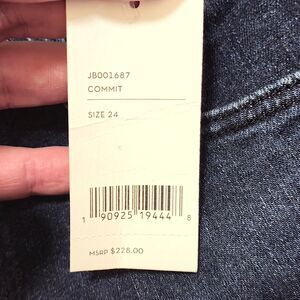 JB001687
COMMIT
SIZE 24
1 90925 19444 8
MSRP $228.00